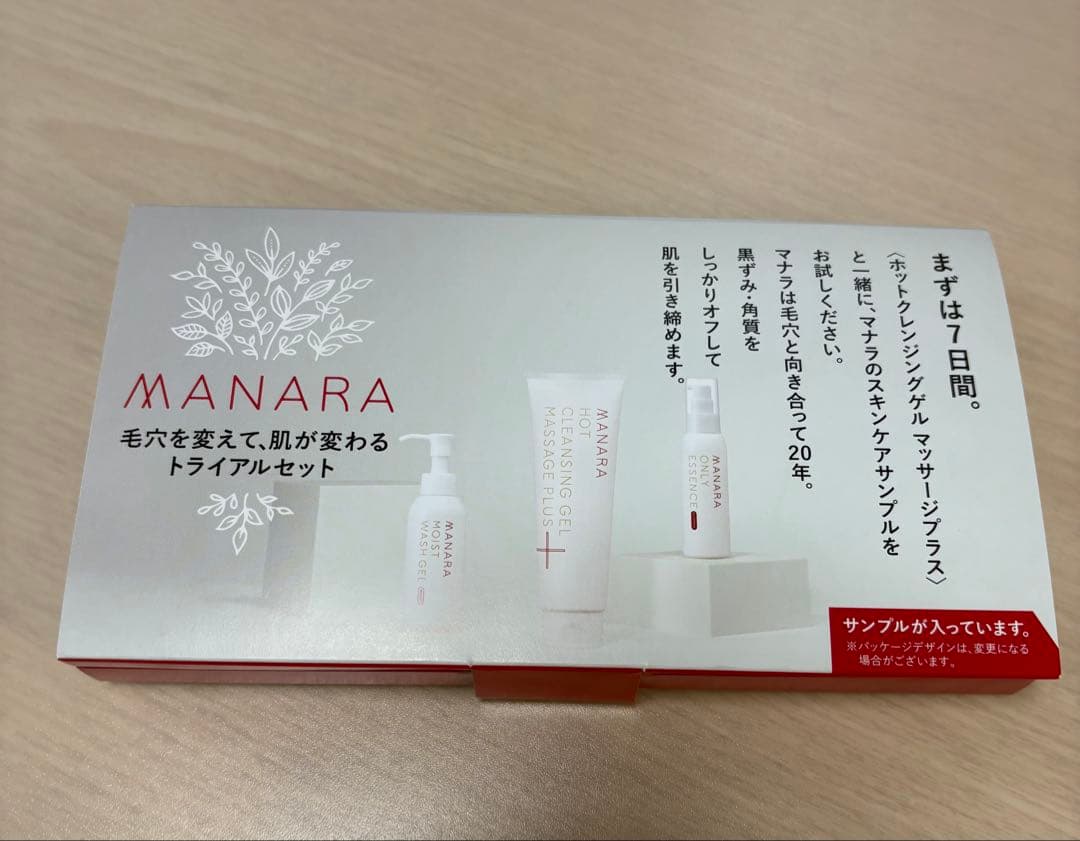 MANARA
毛穴を変えて、肌が変わる
トライアルセット
まずは7日間。
〈ホットクレンジングゲル マッサージプラス〉
と一緒に、マナラのスキンケアサンプルを
お試しください。
マナラは毛穴と向き合って20年。
黒ずみ・角質を
しっかりオフして
肌を引き締めます。
MANARA
MOIST
WASH GEL
MANARA
HOT
CLEANSING GEL
MASSAGE PLUS
MANARA
ONLY
ESSENCE
サンプルが入っています。
※パッケージデザインは、変更になる
場合がございます。